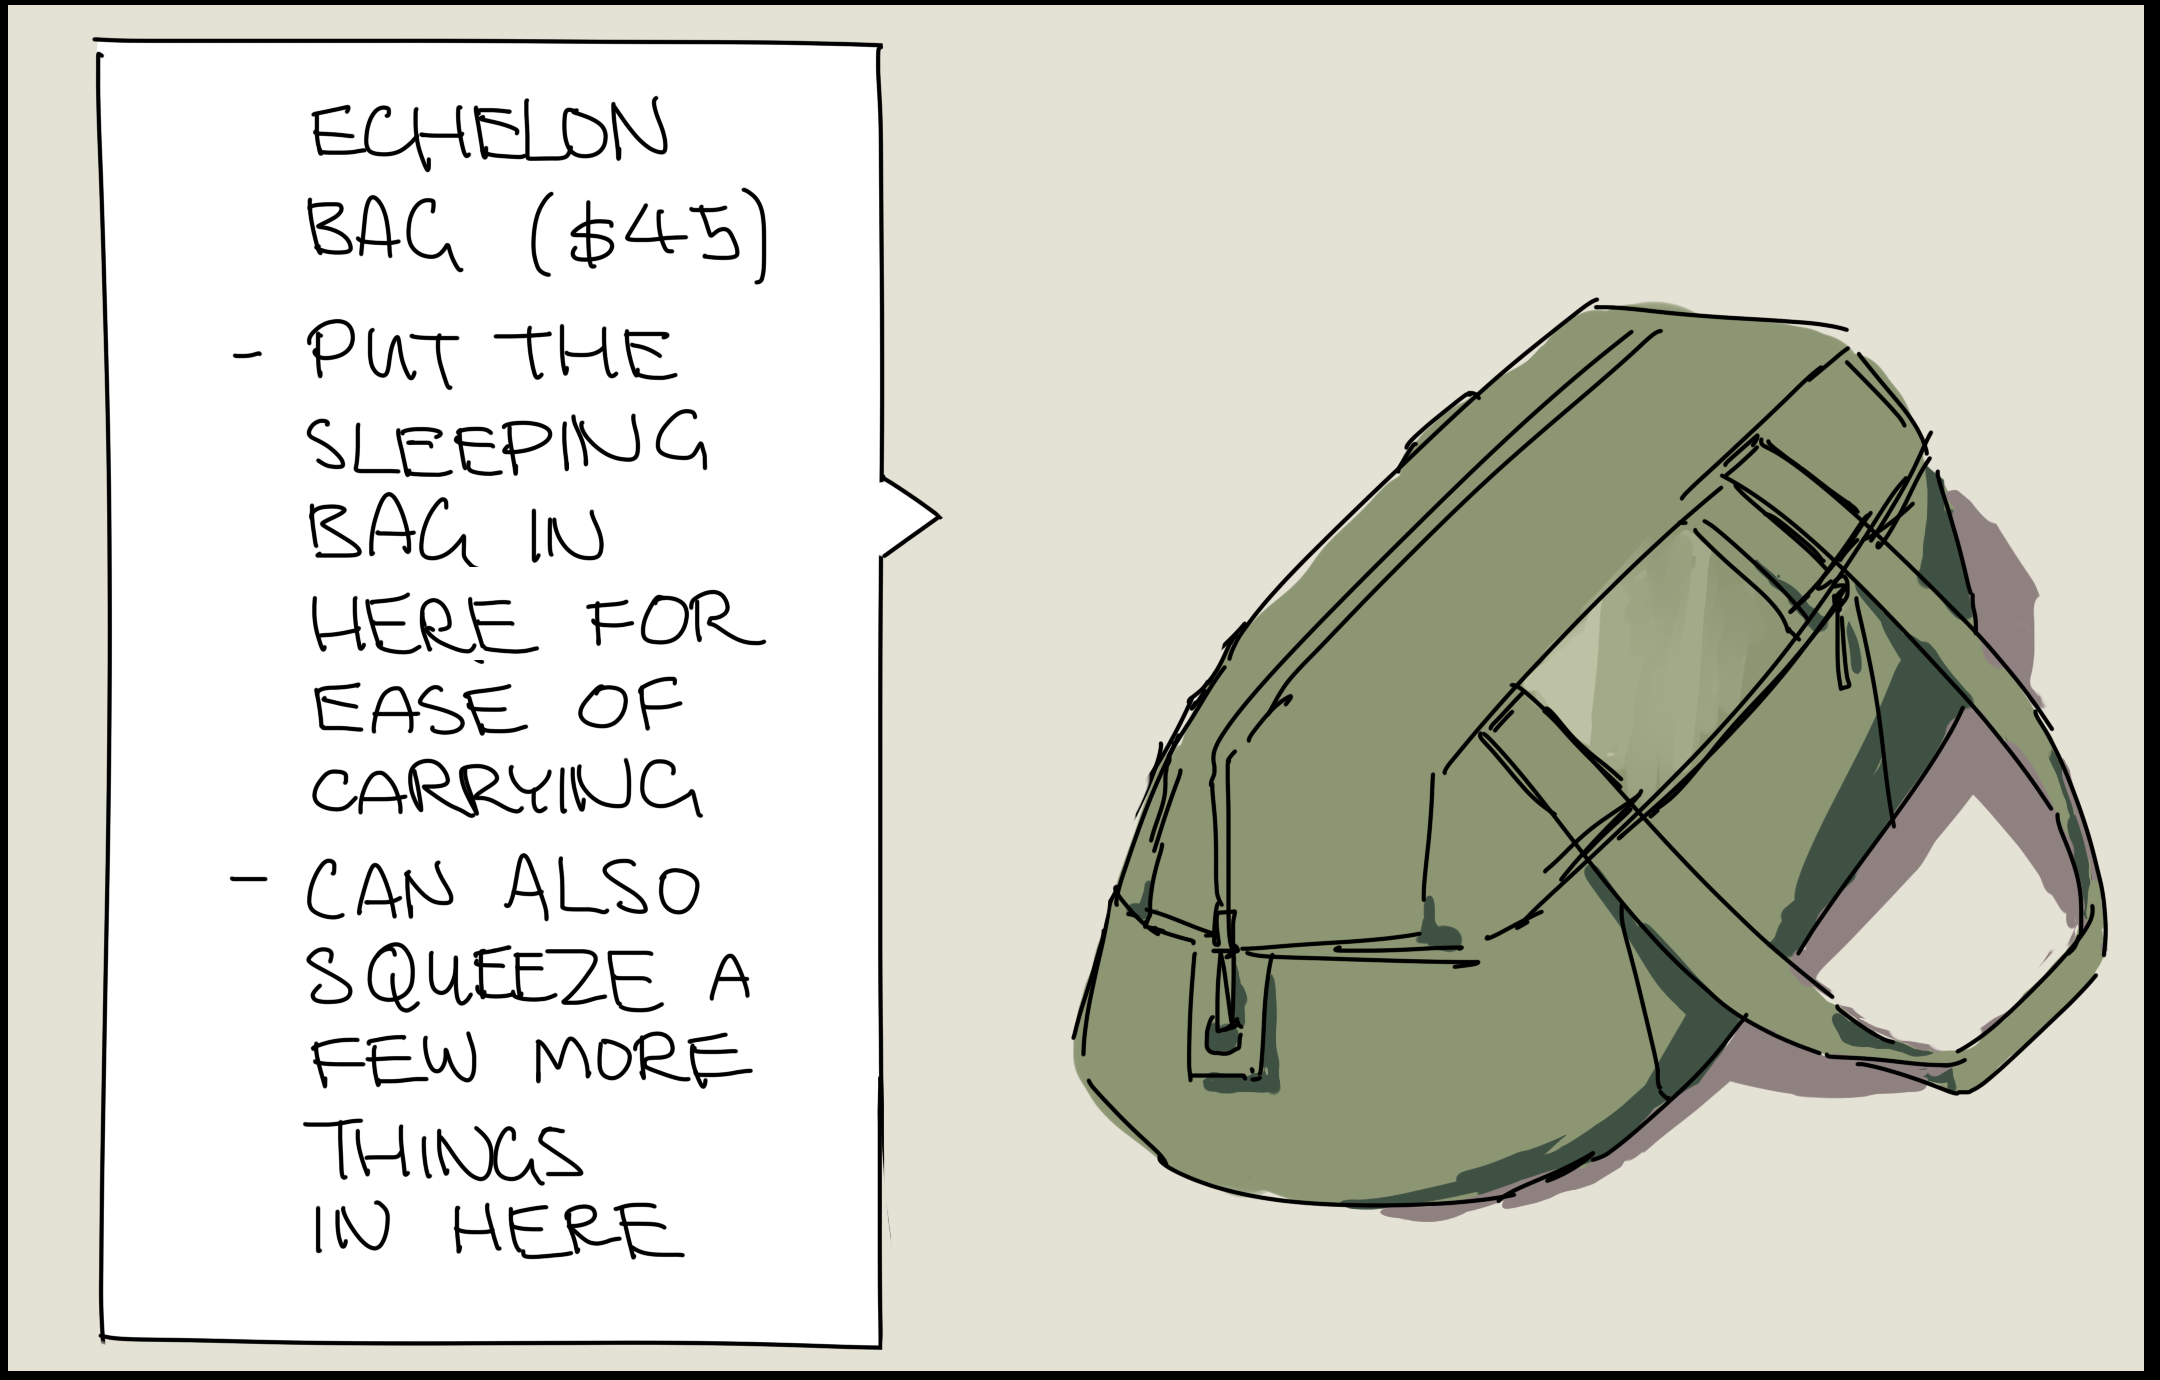 ECHELON
BAG ($45)
- PUT THE
SLEEPING
BAG IN
HERE FOR
EASE OF
CARRYING
- CAN ALSO
SQUEEZE A
FEW MORE
THINGS
IN HERE